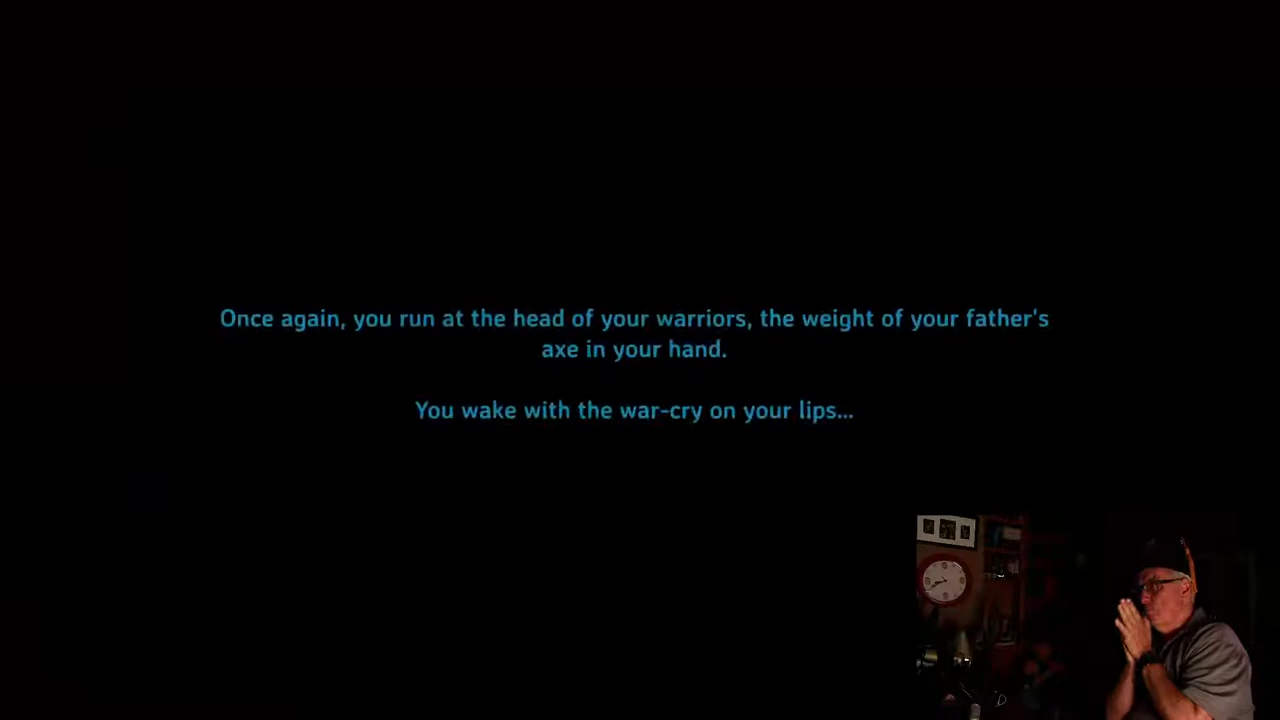 Once again, you run at the head of your warriors, the weight of your father's
axe in your hand.
You wake with the war-cry on your lips...